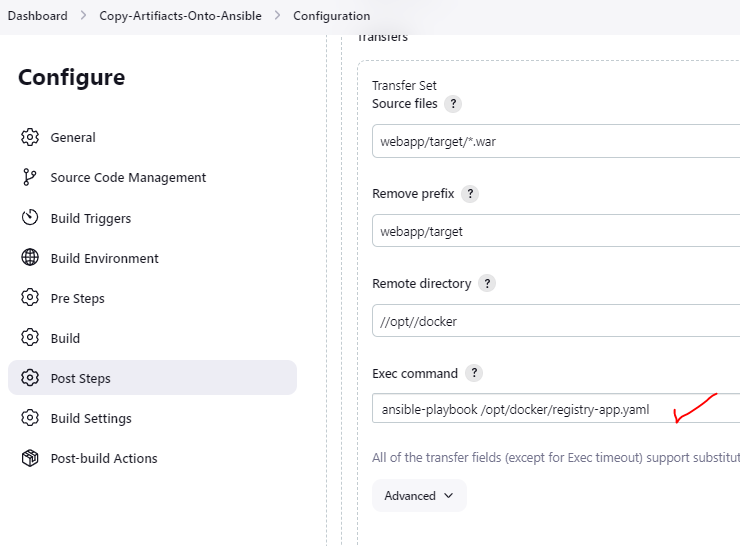 Dashboard > Copy-Artifiacts-Onto-Ansible > Configuration
Transfers
Configure
General
Source Code Management
Build Triggers
Build Environment
Pre Steps
Build
Post Steps
Build Settings
Post-build Actions
Transfer Set
Source files ?
webapp/target/*.war
Remove prefix ?
webapp/target
Remote directory ?
//opt//docker
Exec command ?
ansible-playbook /opt/docker/registry-app.yaml
All of the transfer fields (except for Exec timeout) support substitut
Advanced